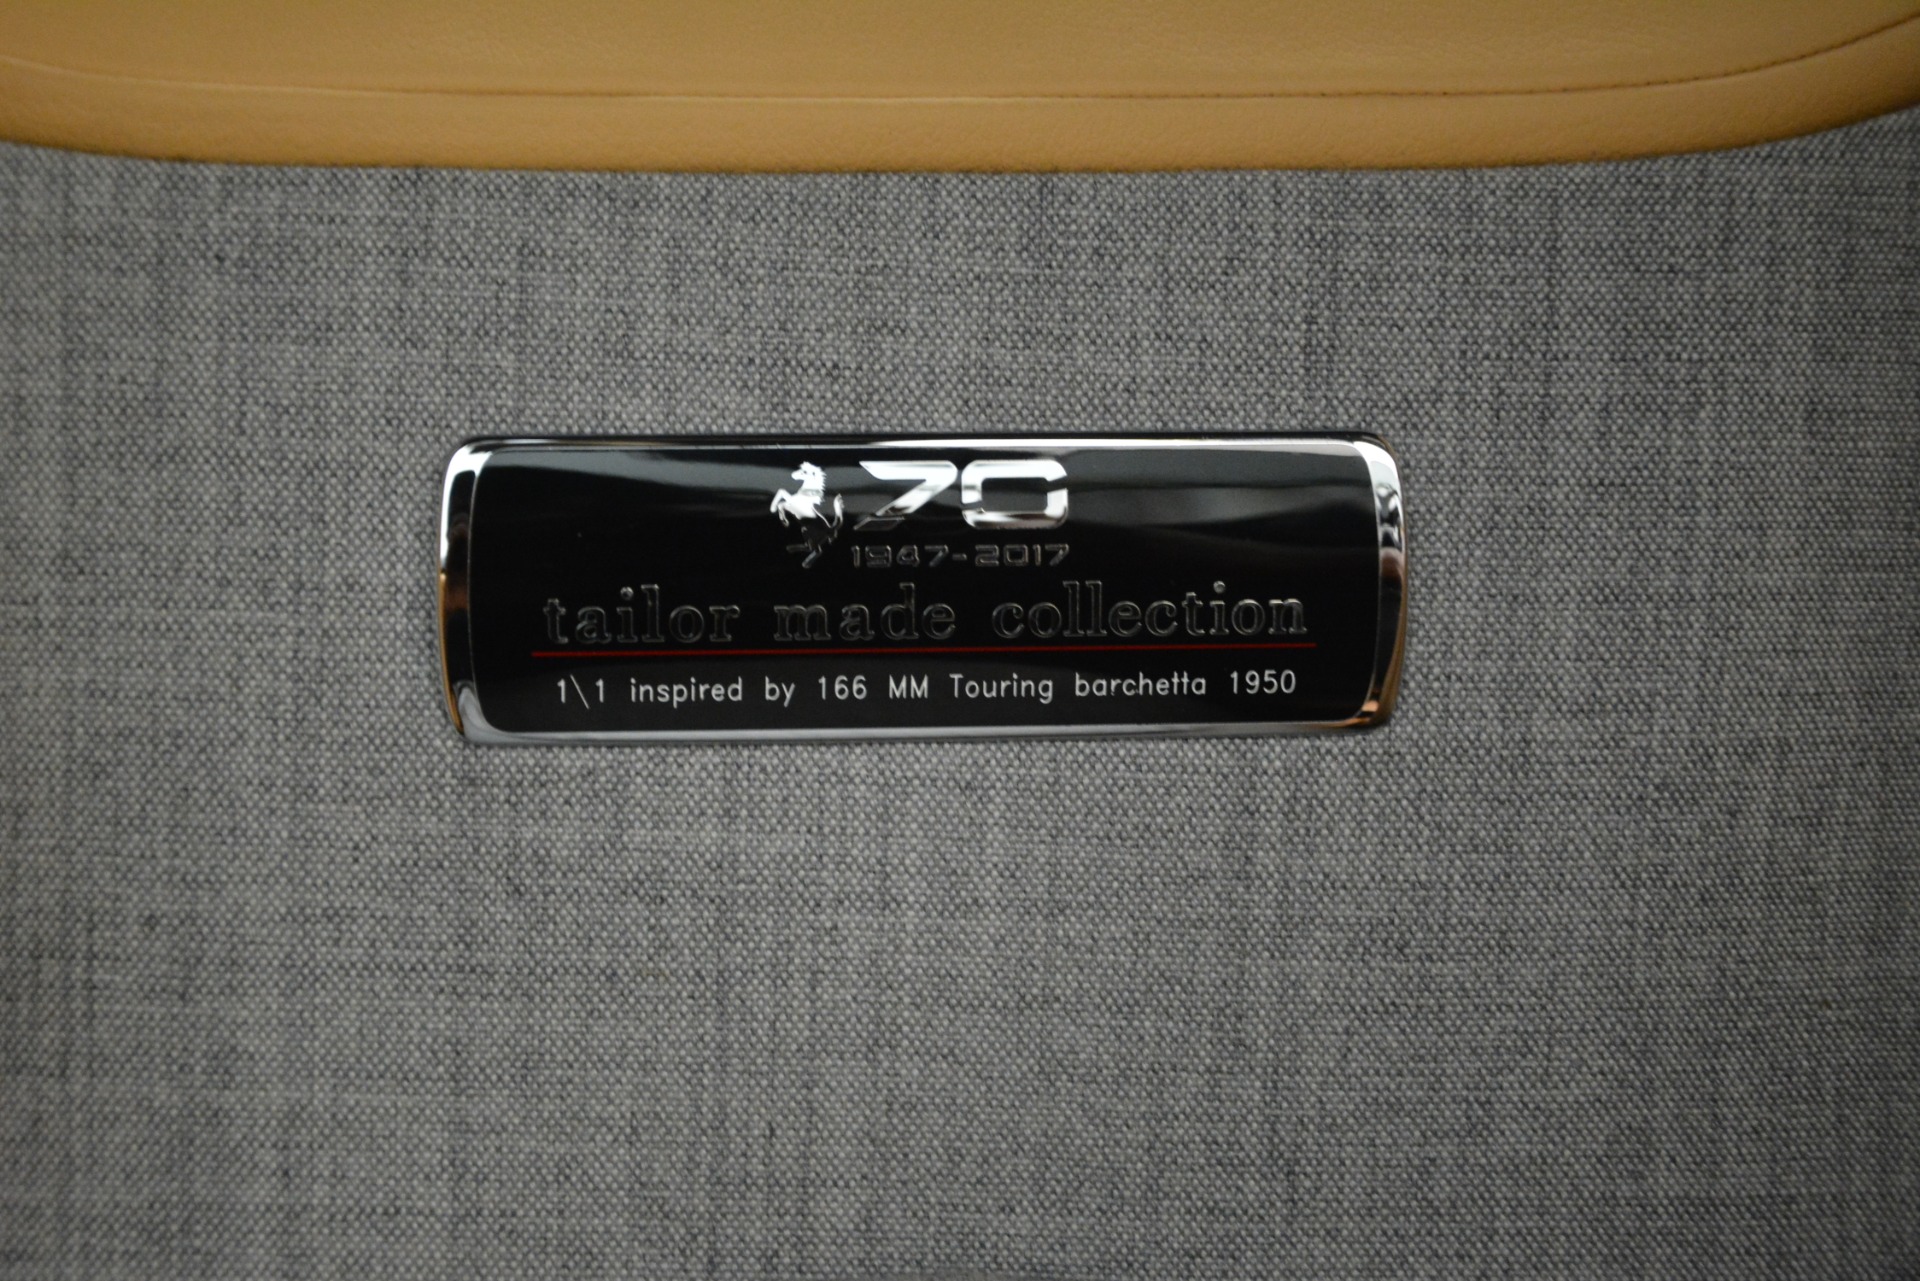 70
1947-2017
tailor made collection
1\1 inspired by 166 MM Touring barchetta 1950